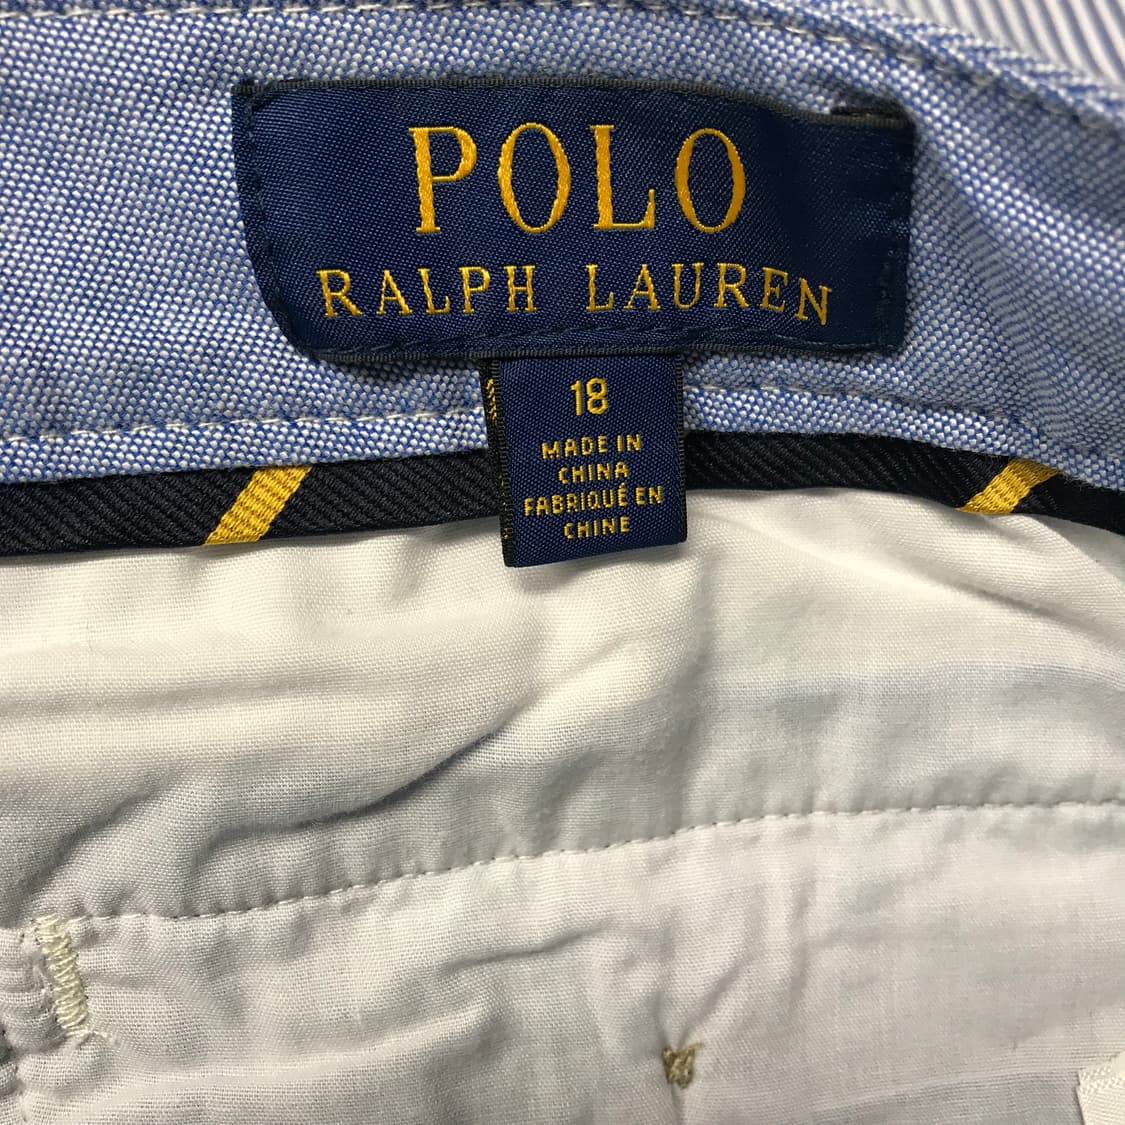 POLO
RALPH LAUREN
18
MADE IN
CHINA
FABRIQUÉ EN
CHINE